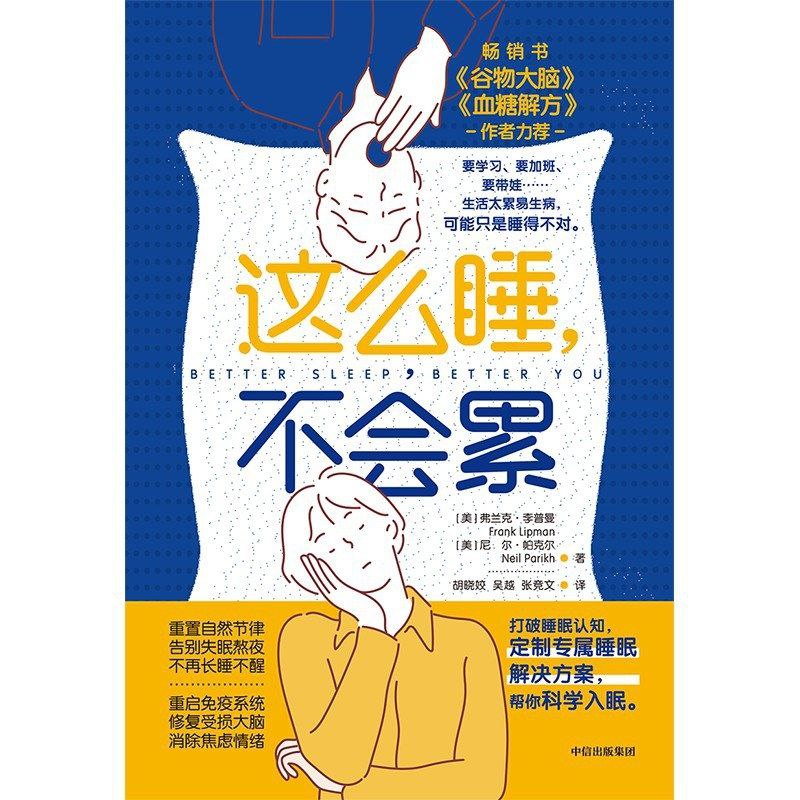 畅销书
《谷物大脑》
《血糖解方》
－作者力荐－
要学习、要加班、
要带娃……
生活太累易生病，
可能只是睡得不对。
这么睡，
BETTER SLEEP, BETTER YOU
不会累
[美]弗兰克·李普曼
Frank Lipman
[美]尼 尔·帕克尔
Neil Parikh ● 著
胡晓姣 吴越 张竞文 ● 译
重置自然节律
告别失眠熬夜
不再长睡不醒
重启免疫系统
修复受损大脑
消除焦虑情绪
打破睡眠认知，
定制专属睡眠
解决方案，
帮你科学入眠。
中信出版集团